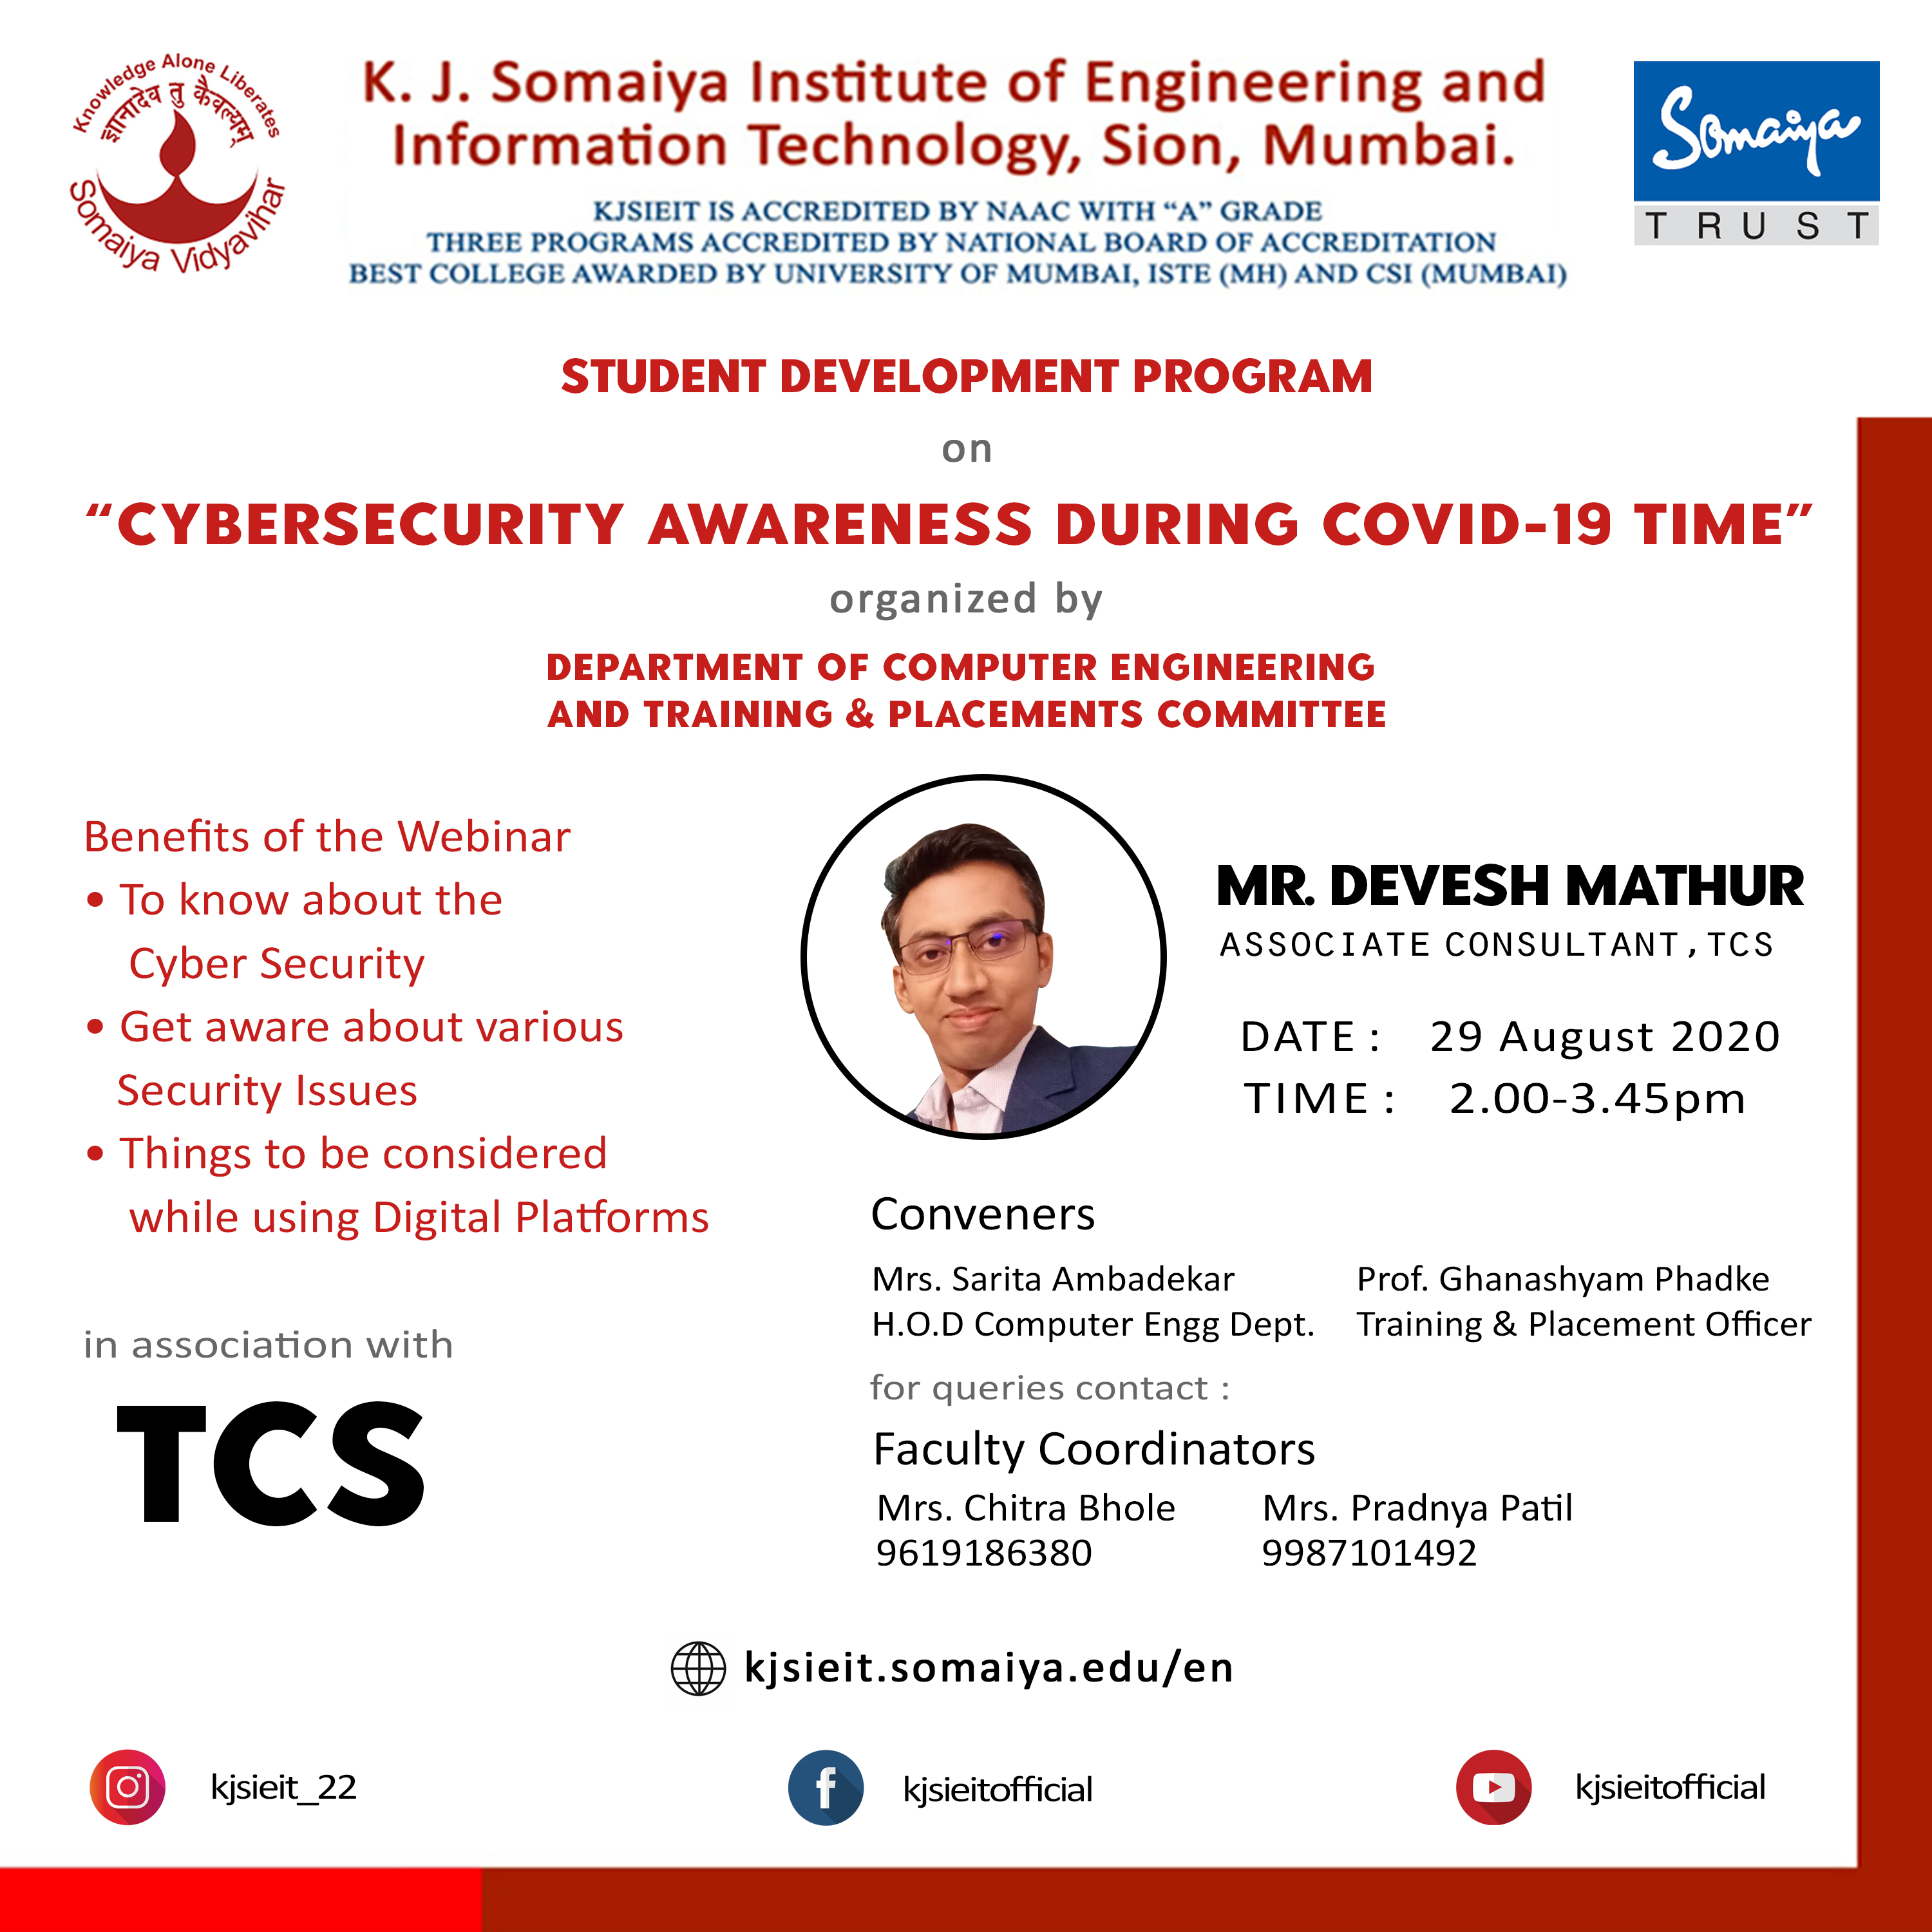 Knowledge Alone Liberates
ज्ञानादेव तु कैवल्यम्
Somaiya Vidyavihar
K. J. Somaiya Institute of Engineering and
Information Technology, Sion, Mumbai.
KJSIEIT IS ACCREDITED BY NAAC WITH “A” GRADE
THREE PROGRAMS ACCREDITED BY NATIONAL BOARD OF ACCREDITATION
BEST COLLEGE AWARDED BY UNIVERSITY OF MUMBAI, ISTE (MH) AND CSI (MUMBAI)
Somaiya
TRUST
STUDENT DEVELOPMENT PROGRAM
on
“CYBERSECURITY AWARENESS DURING COVID-19 TIME”
organized by
DEPARTMENT OF COMPUTER ENGINEERING
AND TRAINING & PLACEMENTS COMMITTEE
Benefits of the Webinar
• To know about the
Cyber Security
• Get aware about various
Security Issues
• Things to be considered
while using Digital Platforms
in association with
TCS
MR. DEVESH MATHUR
ASSOCIATE CONSULTANT, TCS
DATE : 29 August 2020
TIME : 2.00-3.45pm
Conveners
Mrs. Sarita Ambadekar Prof. Ghanashyam Phadke
H.O.D Computer Engg Dept. Training & Placement Officer
for queries contact :
Faculty Coordinators
Mrs. Chitra Bhole Mrs. Pradnya Patil
9619186380 9987101492
kjsieit.somaiya.edu/en
kjsieit_22 kjsieitofficial kjsieitofficial